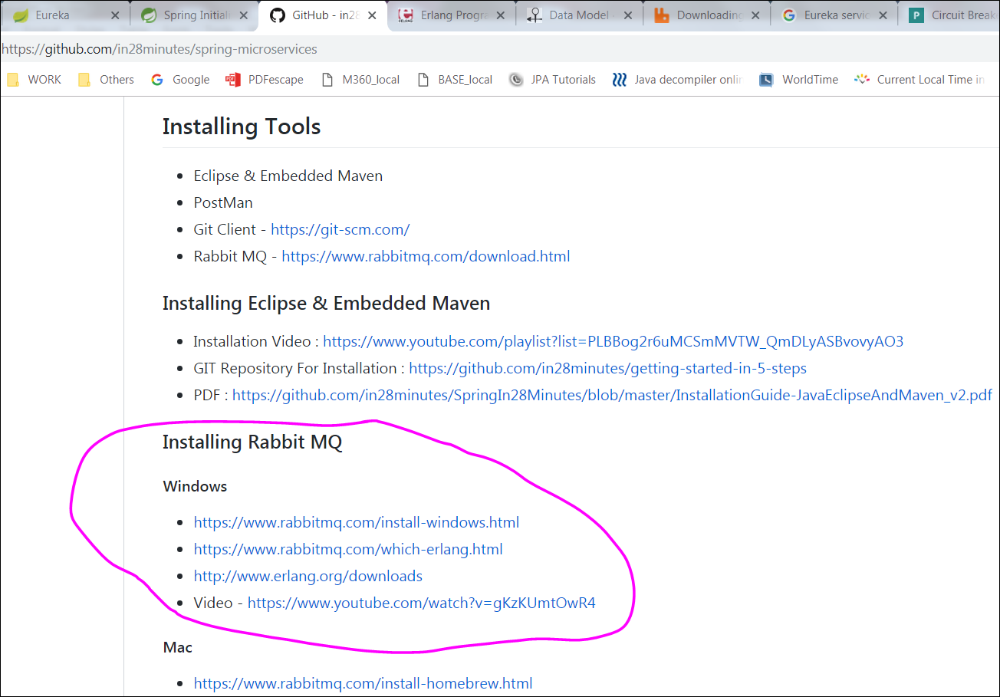 Eureka
Spring Initiali
GitHub - in28
Erlang Progra
Data Model
Downloading
Eureka servic
Circuit Break
https://github.com/in28minutes/spring-microservices
WORK
Others
Google
PDFescape
M360_local
BASE_local
JPA Tutorials
Java decompiler onlin
WorldTime
Current Local Time in
Installing Tools
Eclipse & Embedded Maven
PostMan
Git Client - https://git-scm.com/
Rabbit MQ - https://www.rabbitmq.com/download.html
Installing Eclipse & Embedded Maven
Installation Video : https://www.youtube.com/playlist?list=PLBBog2r6uMCSmMVTW_QmDLyASBvovyAO3
GIT Repository For Installation : https://github.com/in28minutes/getting-started-in-5-steps
PDF : https://github.com/in28minutes/SpringIn28Minutes/blob/master/InstallationGuide-JavaEclipseAndMaven_v2.pdf
Installing Rabbit MQ
Windows
https://www.rabbitmq.com/install-windows.html
https://www.rabbitmq.com/which-erlang.html
http://www.erlang.org/downloads
Video - https://www.youtube.com/watch?v=gKzKUmtOwR4
Mac
https://www.rabbitmq.com/install-homebrew.html